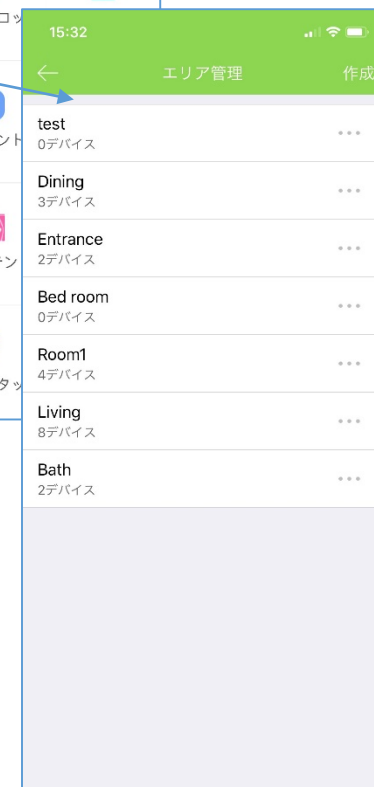 15:32
エリア管理
作成
test
0デバイス
Dining
3デバイス
Entrance
2デバイス
Bed room
0デバイス
Room1
4デバイス
Living
8デバイス
Bath
2デバイス